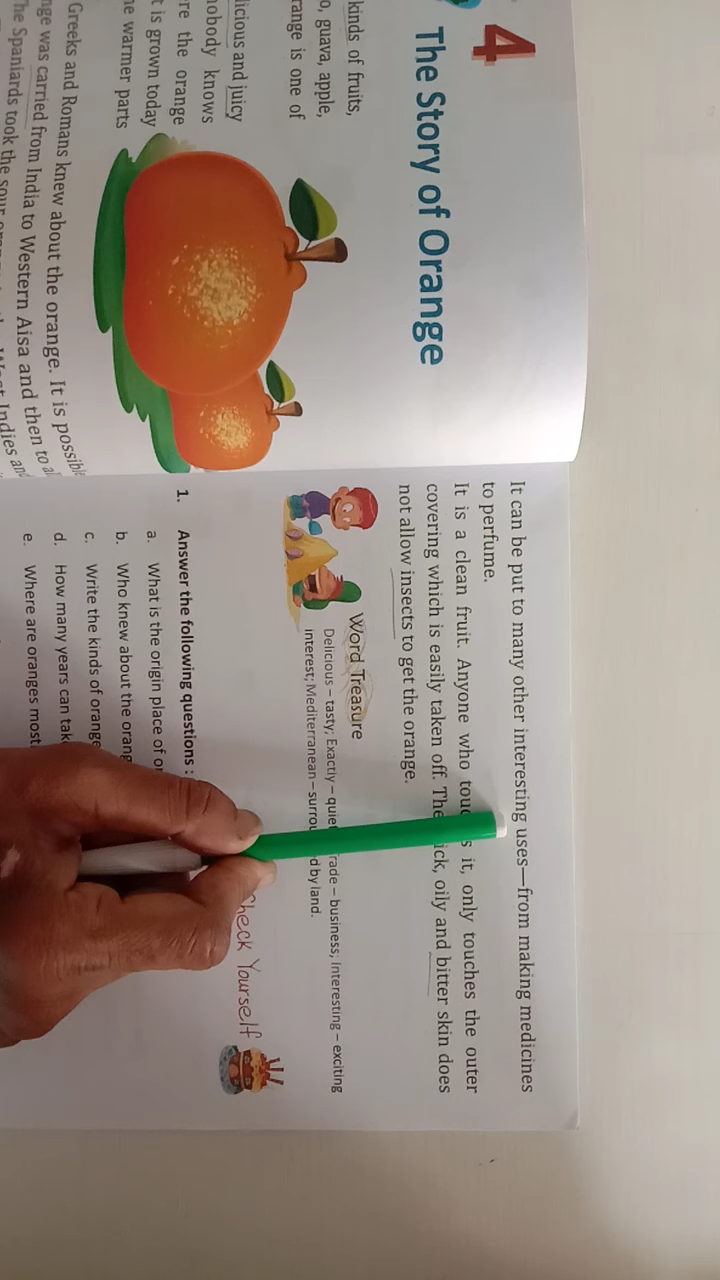 4
The Story of Orange
kinds of fruits,
guava, apple,
range is one of
licious and juicy
nobody knows
re the orange
t is grown today
he warmer parts
Greeks and Romans knew about the orange. It is possible
nge was carried from India to Western Aisa and then to al
The Spaniards took the sour West Indies and
It can be put to many other interesting uses—from making medicines
to perfume.
It is a clean fruit. Anyone who it, only touches the outer
covering which is easily taken off. The ick, oily and bitter skin does
not allow insects to get the orange.
Word Treasure
Delicious – tasty; Exactly – quie rade – business; Interesting – exciting
interest; Mediterranean – surrou d by land.
Check Yourself
1. Answer the following questions :
a. What is the origin place of or
b. Who knew about the orang
c. Write the kinds of orange
d. How many years can tak
e. Where are oranges most